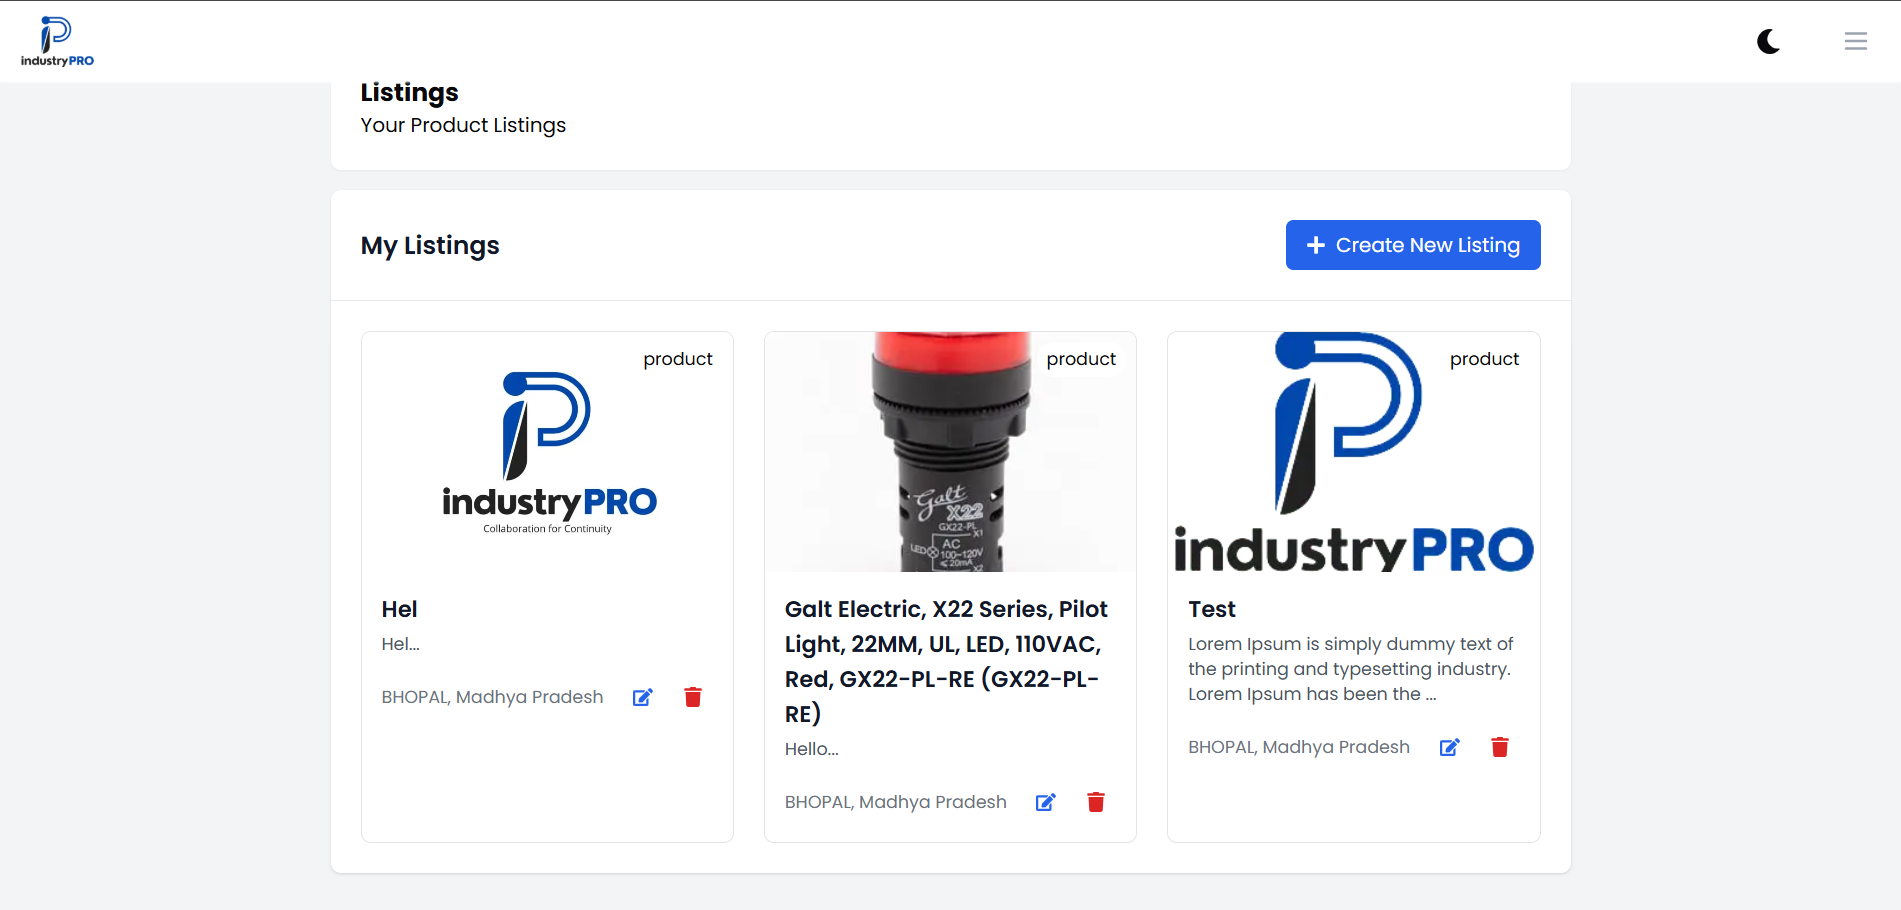 industryPRO
Listings
Your Product Listings
My Listings
Create New Listing
product
industryPRO
Collaboration for Continuity
Hel
Hel...
BHOPAL, Madhya Pradesh
product
Galt
X22
GX22-PL
X1
AC
LED 100~120V
≤20mA
X2
Galt Electric, X22 Series, Pilot
Light, 22MM, UL, LED, 110VAC,
Red, GX22-PL-RE (GX22-PL-
RE)
Hello...
BHOPAL, Madhya Pradesh
product
industryPRO
Test
Lorem Ipsum is simply dummy text of
the printing and typesetting industry.
Lorem Ipsum has been the ...
BHOPAL, Madhya Pradesh